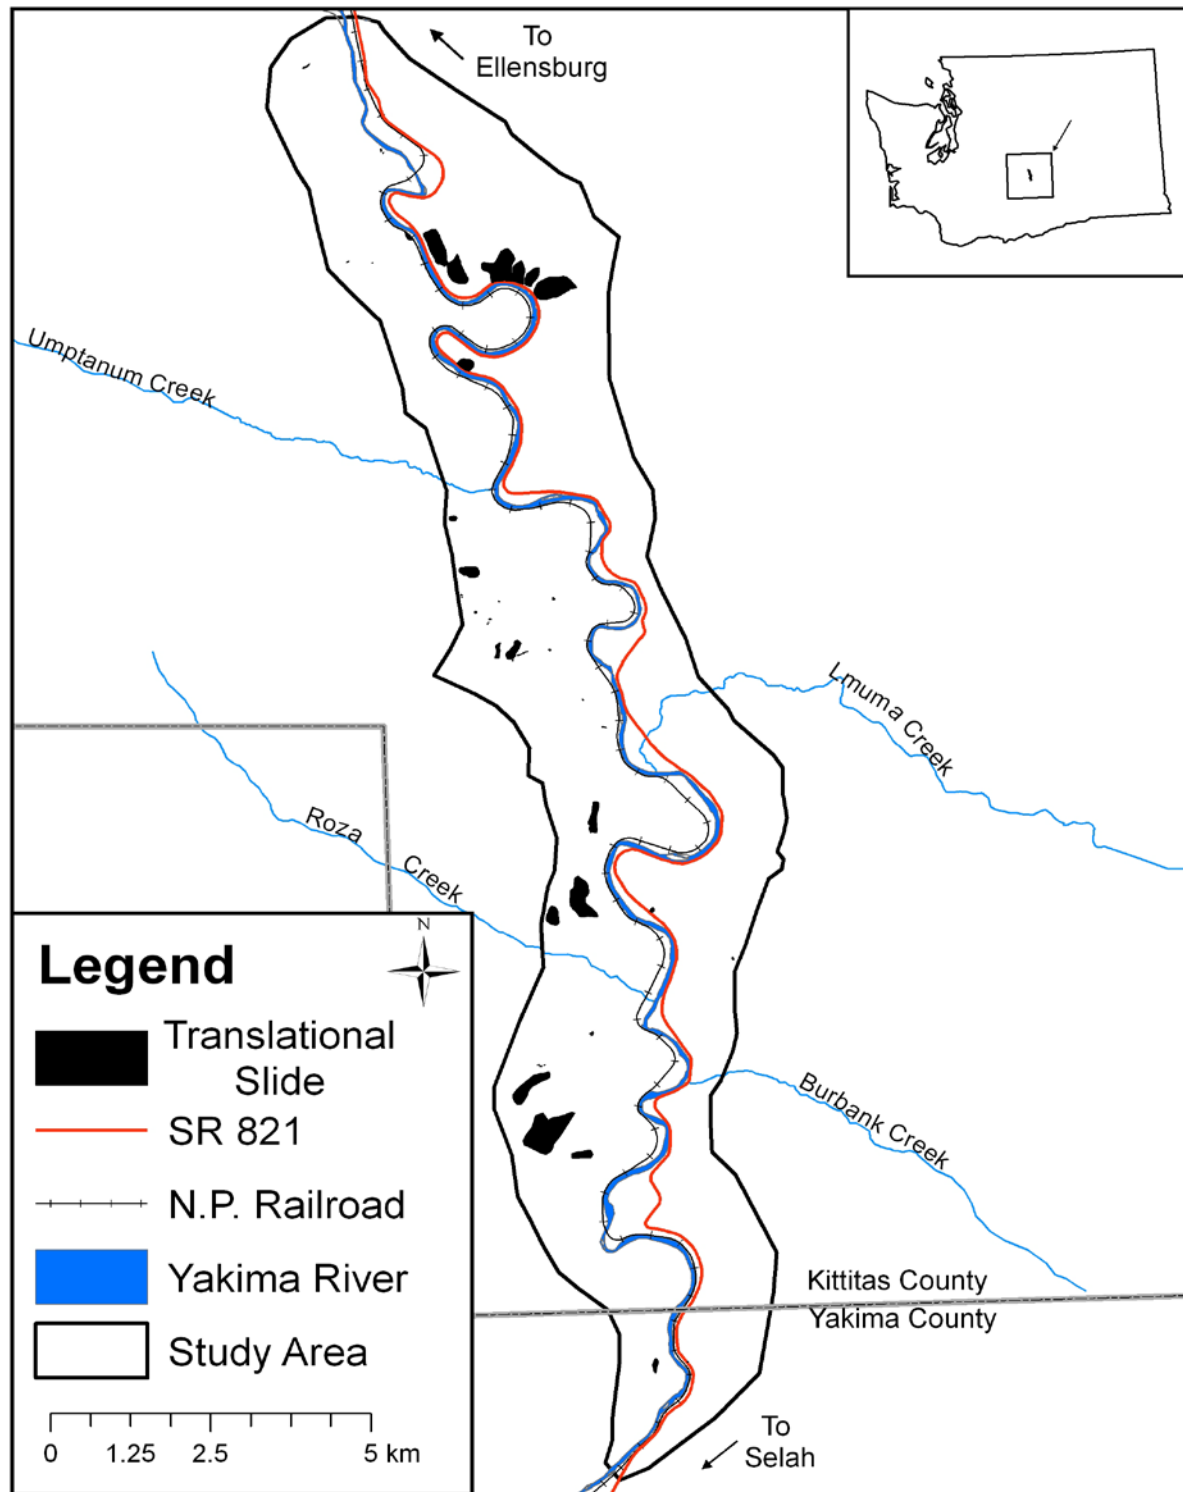 To
Ellensburg
Umptanum Creek
Lmuma Creek
Roza
Creek
Burbank Creek
Kittitas County
Yakima County
To
Selah
N
Legend
Translational
Slide
SR 821
N.P. Railroad
Yakima River
Study Area
0 1.25 2.5 5 km